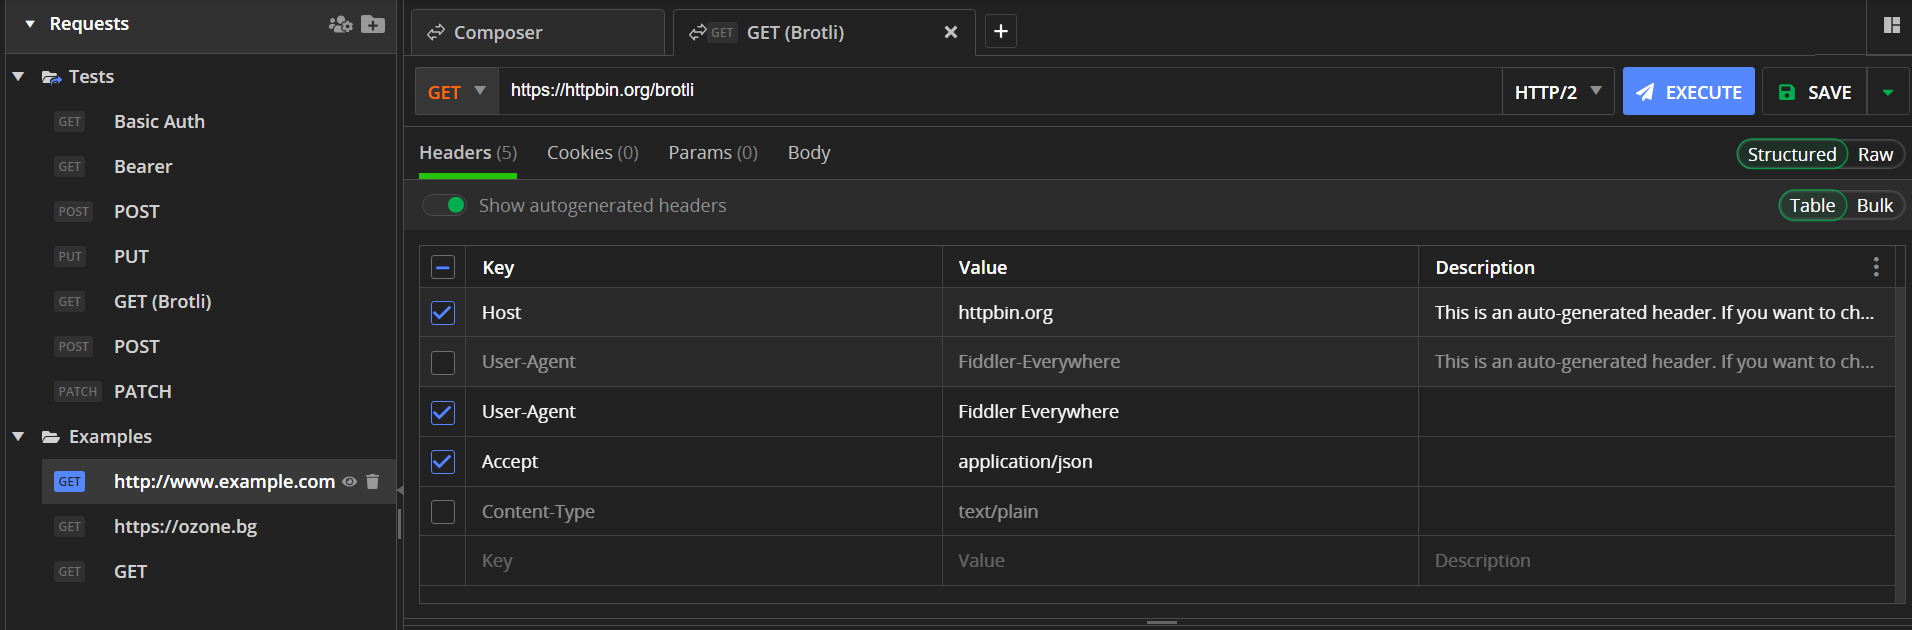 Requests
Tests
GET Basic Auth
GET Bearer
POST POST
PUT PUT
GET GET (Brotli)
POST POST
PATCH PATCH
Examples
GET http://www.example.com
GET https://ozone.bg
GET GET
Composer
GET GET (Brotli)
GET https://httpbin.org/brotli HTTP/2 EXECUTE SAVE
Headers (5) Cookies (0) Params (0) Body Structured Raw
Show autogenerated headers Table Bulk
Key Value Description
Host httpbin.org This is an auto-generated header. If you want to ch...
User-Agent Fiddler-Everywhere This is an auto-generated header. If you want to ch...
User-Agent Fiddler Everywhere
Accept application/json
Content-Type text/plain
Key Value Description